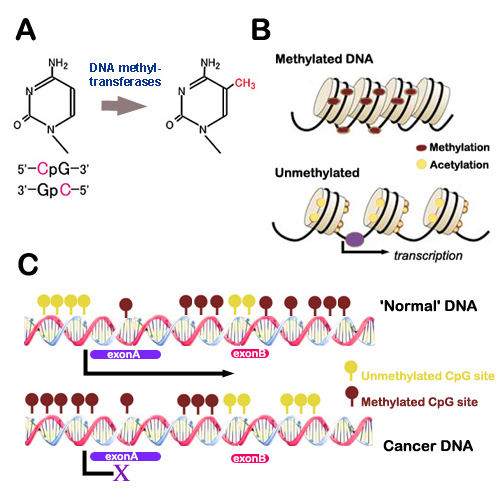 A
NH₂
N
O
N
DNA methyl-
transferases
NH₂
CH₃
N
O
N
5'–CpG–3'
3'–GpC–5'
B
Methylated DNA
Methylation
Acetylation
Unmethylated
transcription
C
'Normal' DNA
exonA
exonB
Unmethylated CpG site
Methylated CpG site
Cancer DNA
exonA
exonB
X